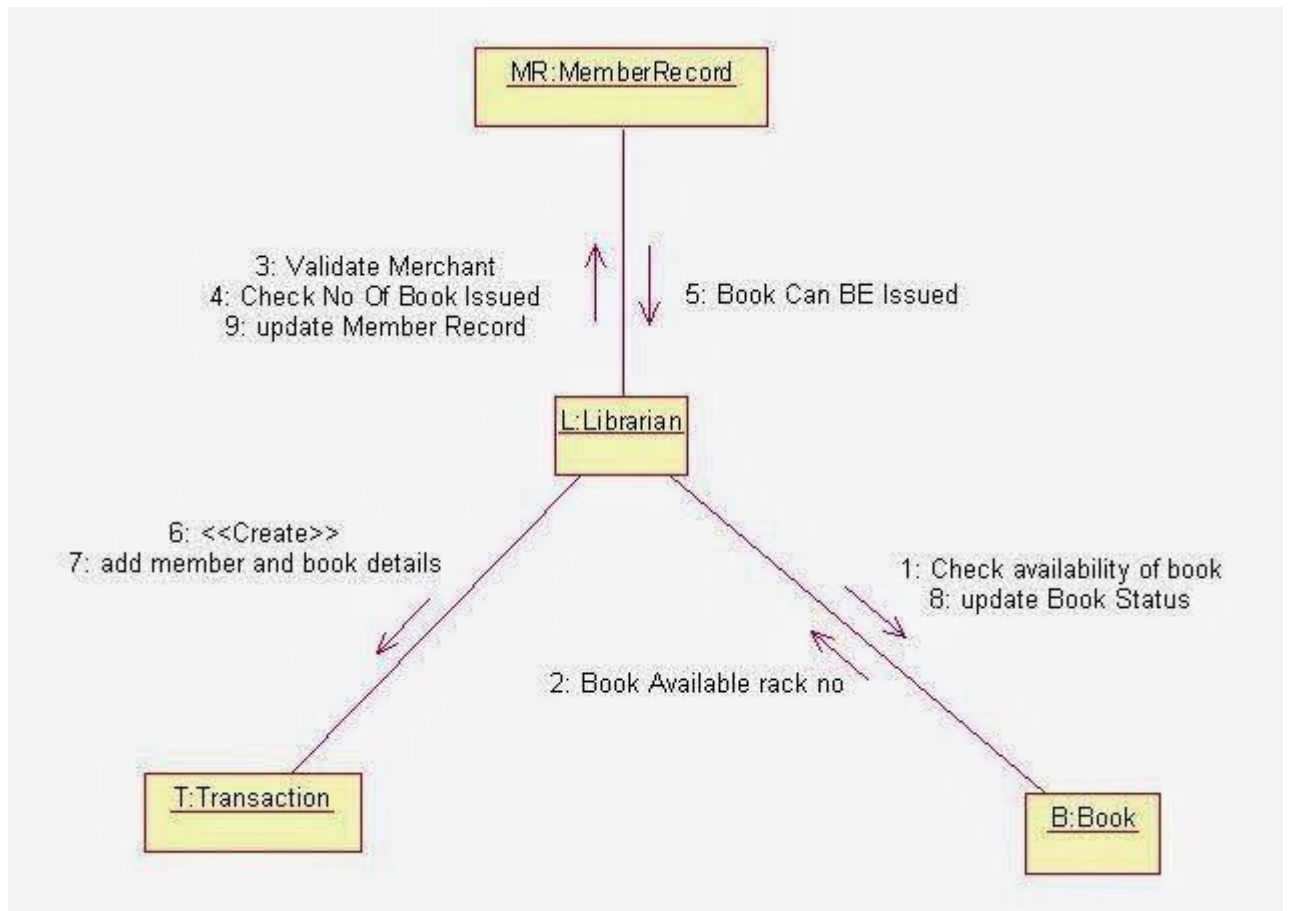 MR:MemberRecord
3: Validate Merchant
4: Check No Of Book Issued
9: update Member Record
5: Book Can BE Issued
L:Librarian
6: <<Create>>
7: add member and book details
1: Check availability of book
8: update Book Status
2: Book Available rack no
T:Transaction
B:Book